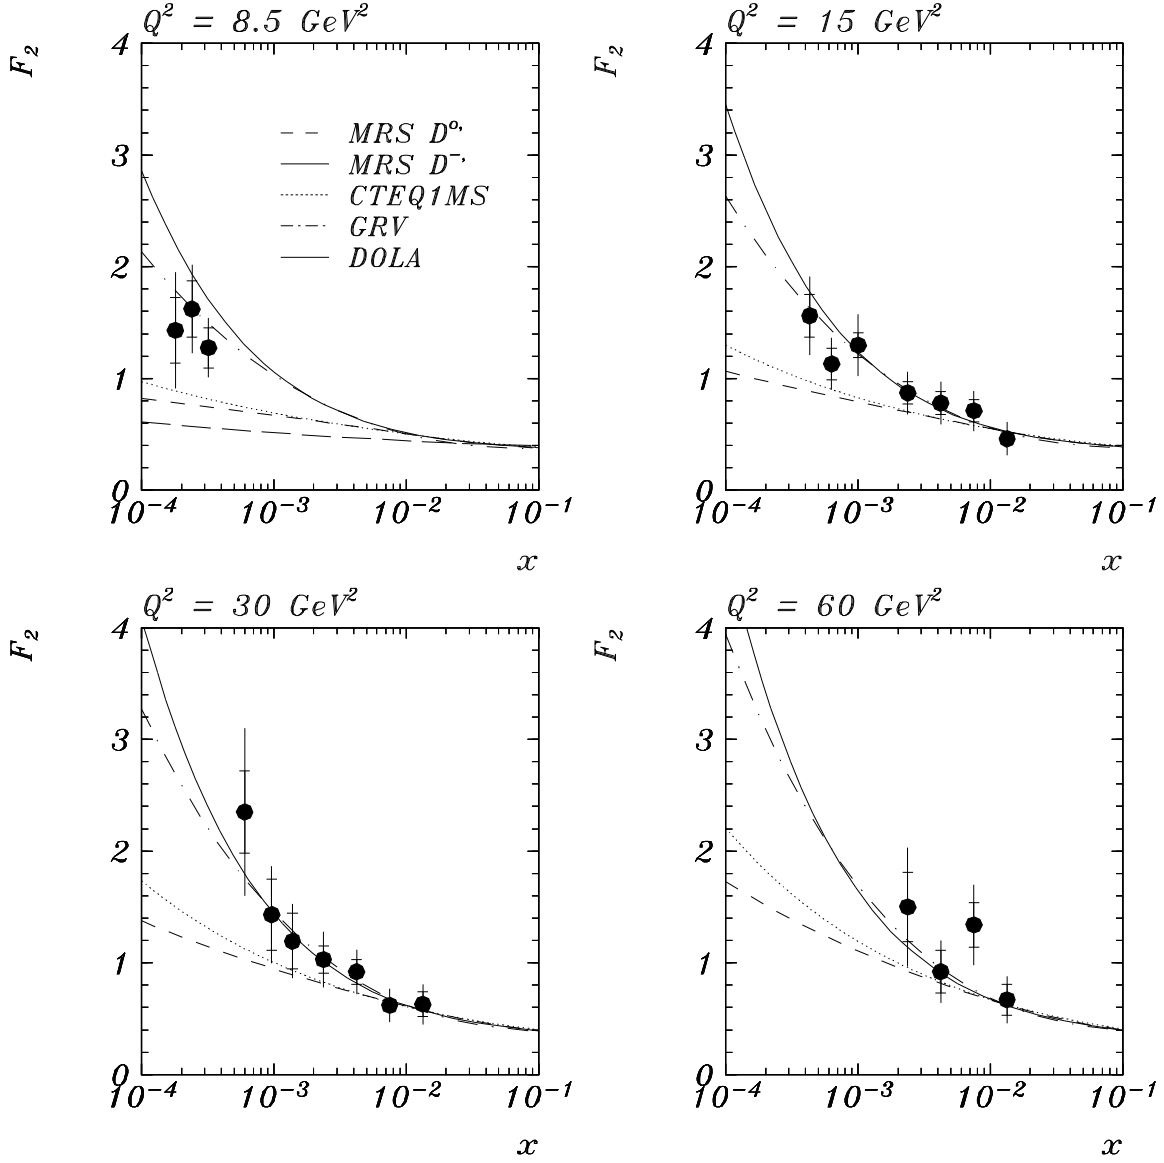 Q² = 8.5 GeV²
F₂
4
3
2
1
0
MRS D⁰'
MRS D⁻'
CTEQ1MS
GRV
DOLA
10⁻⁴ 10⁻³ 10⁻² 10⁻¹
x
Q² = 15 GeV²
F₂
4
3
2
1
0
10⁻⁴ 10⁻³ 10⁻² 10⁻¹
x
Q² = 30 GeV²
F₂
4
3
2
1
0
10⁻⁴ 10⁻³ 10⁻² 10⁻¹
x
Q² = 60 GeV²
F₂
4
3
2
1
0
10⁻⁴ 10⁻³ 10⁻² 10⁻¹
x